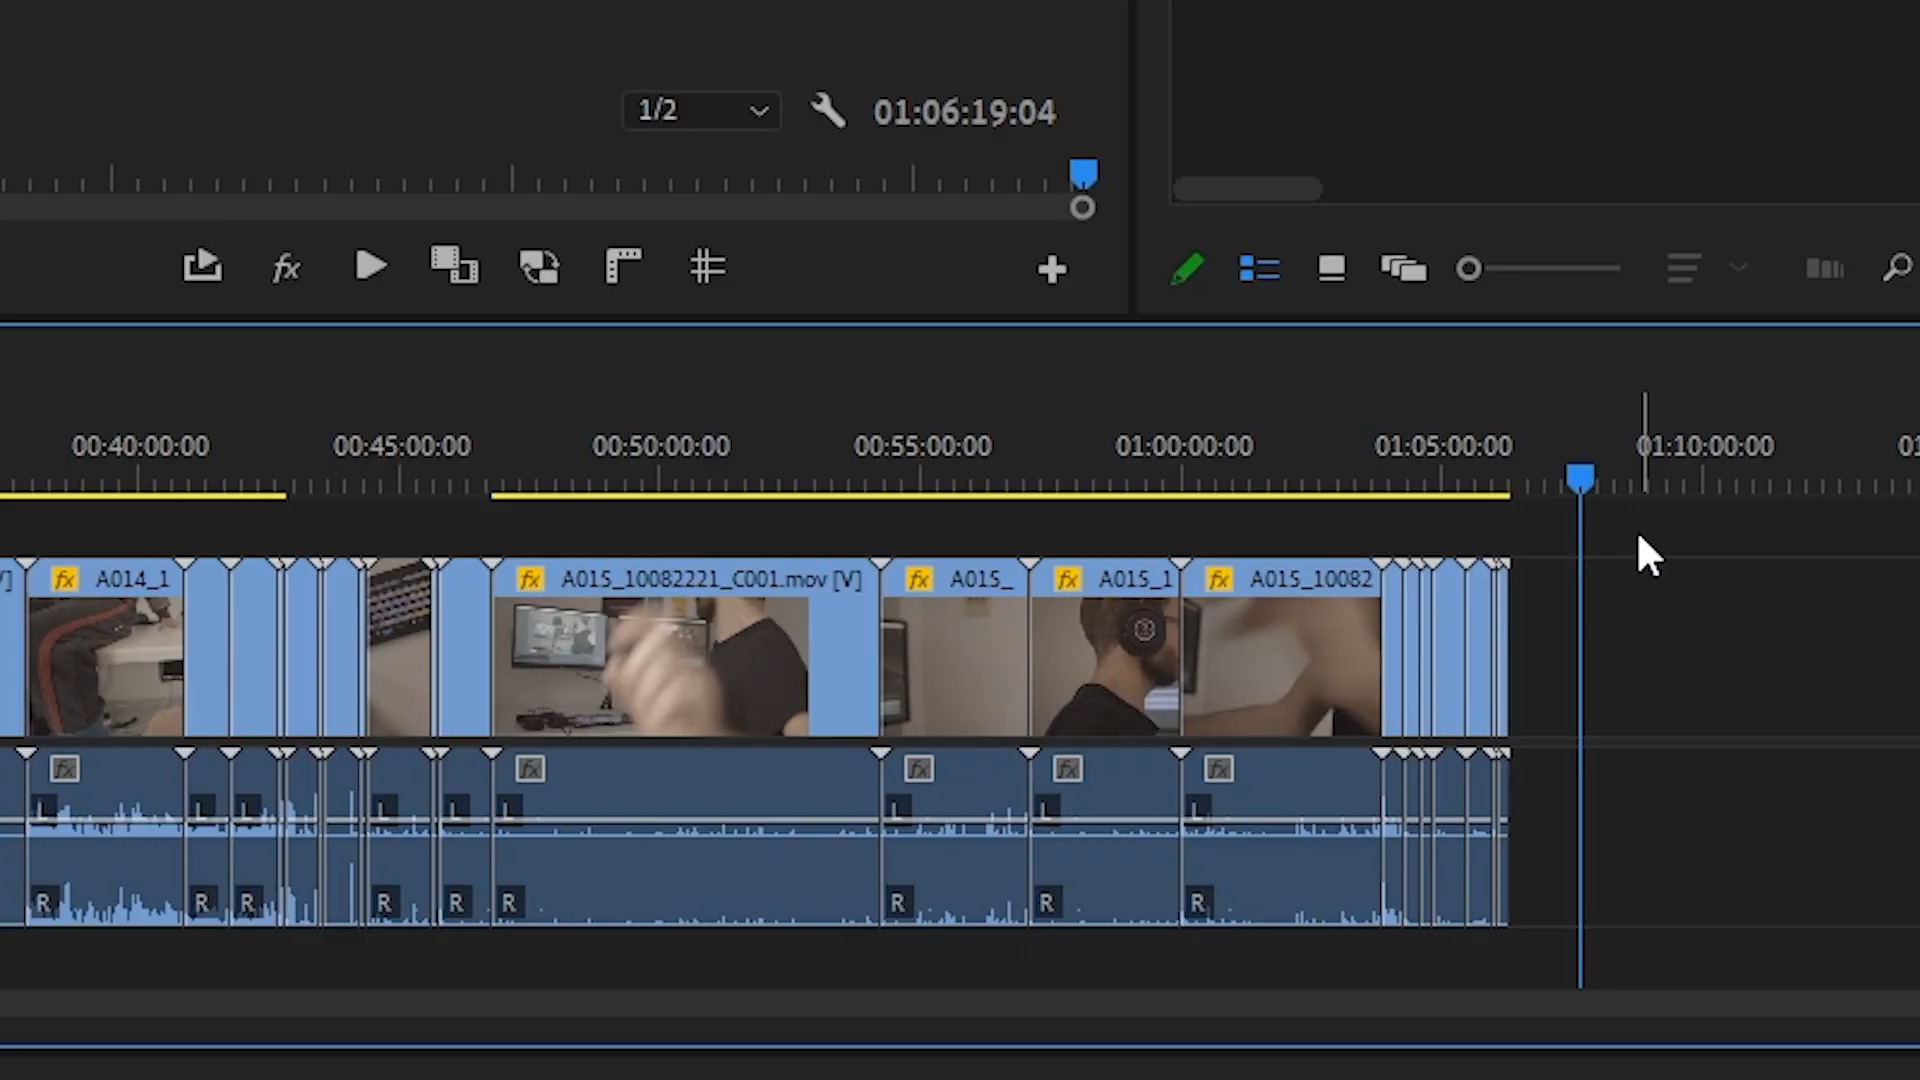 1/2
01:06:19:04
fx
00:40:00:00
00:45:00:00
00:50:00:00
00:55:00:00
01:00:00:00
01:05:00:00
01:10:00:00
01
V]
fx A014_1
fx A015_10082221_C001.mov [V]
fx A015_
fx A015_1
fx A015_10082
fx
fx
fx
fx
fx
L
L
L
L
L
L
L
L
L
R
R
R
R
R
R
R
R
R